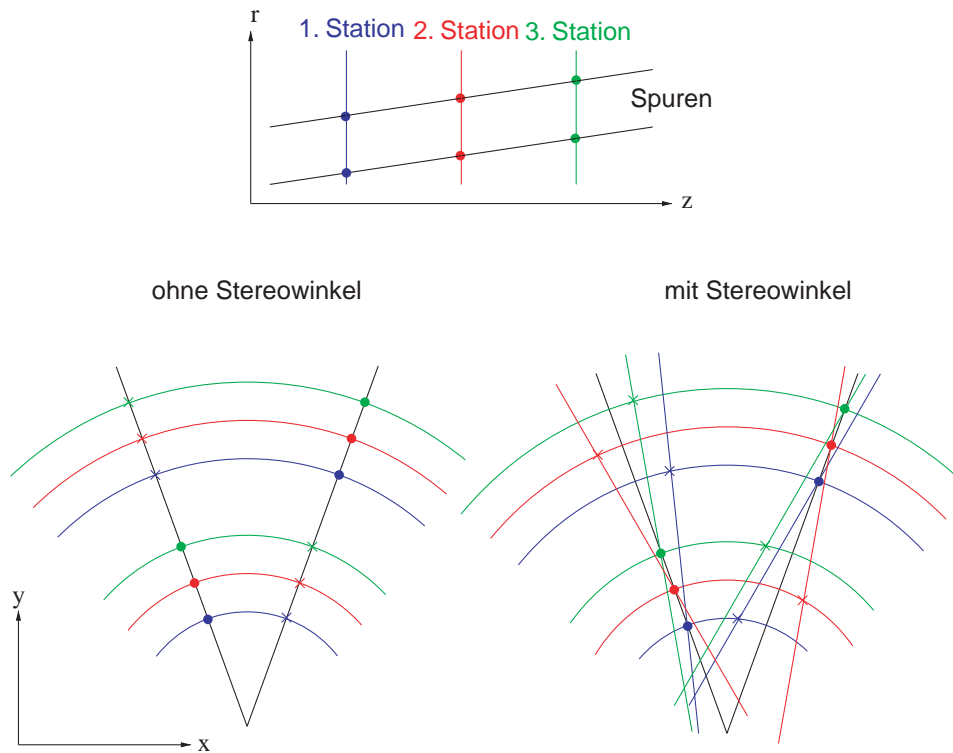 r
1. Station 2. Station 3. Station
Spuren
z
ohne Stereowinkel
mit Stereowinkel
y
x